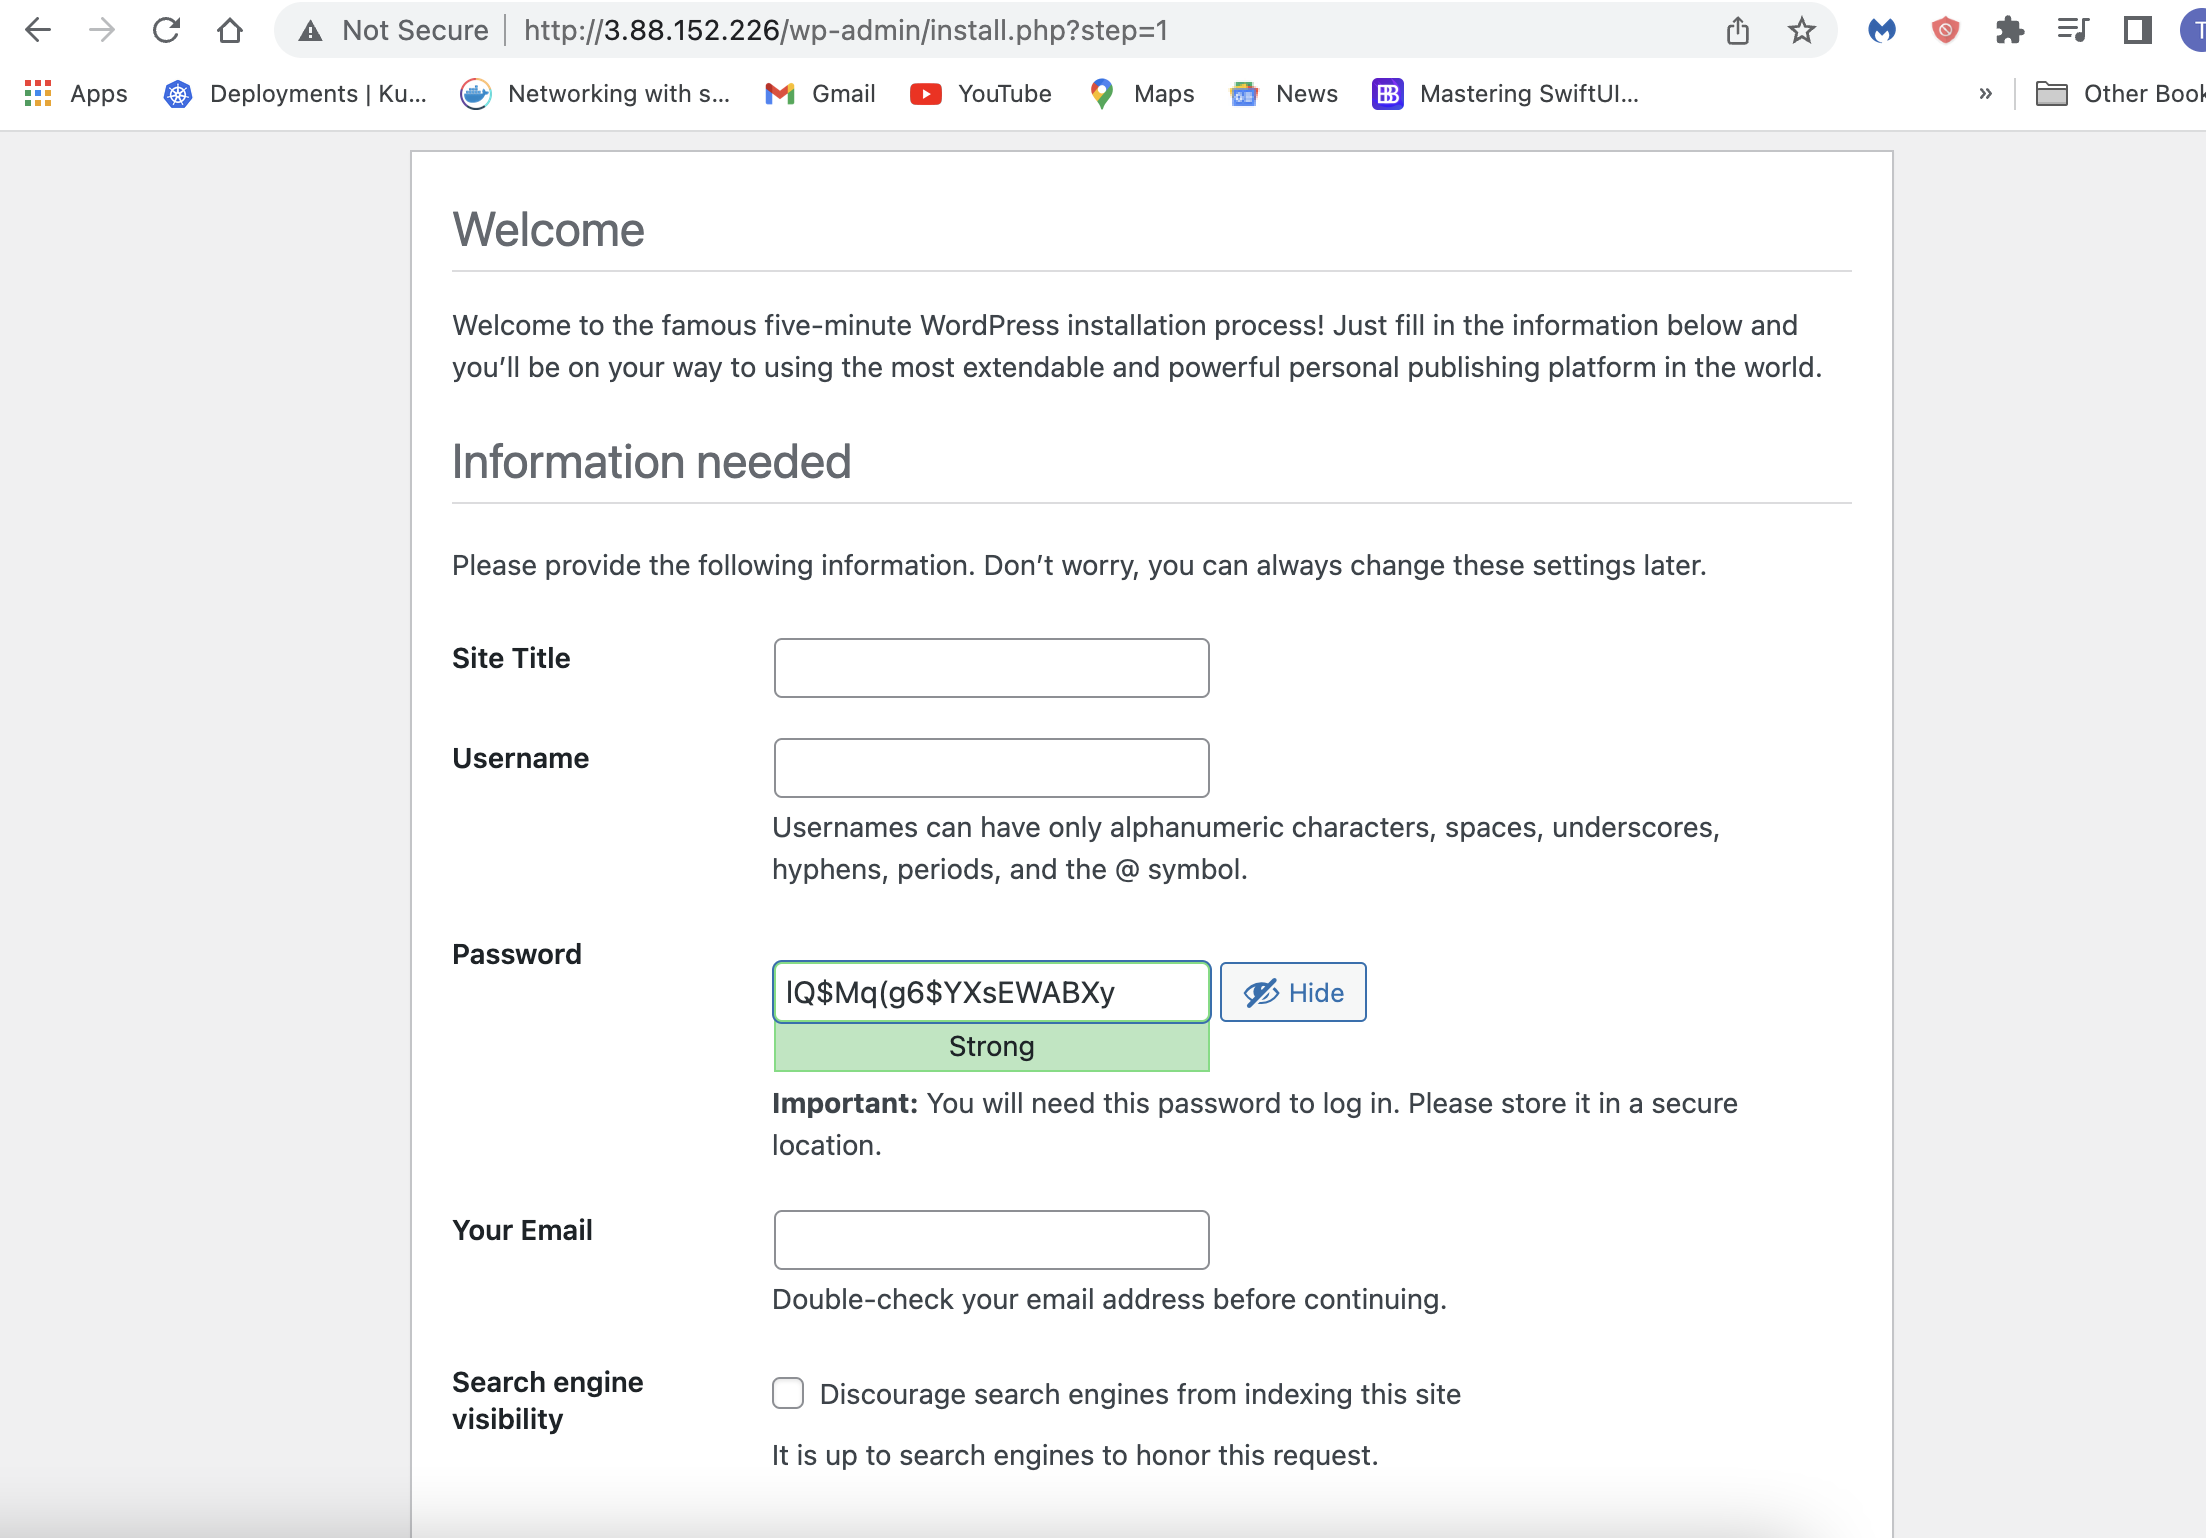 Not Secure | http://3.88.152.226/wp-admin/install.php?step=1
T
Apps Deployments | Ku... Networking with s... Gmail YouTube Maps News BB Mastering SwiftUI... » Other Book
Welcome
Welcome to the famous five-minute WordPress installation process! Just fill in the information below and
you’ll be on your way to using the most extendable and powerful personal publishing platform in the world.
Information needed
Please provide the following information. Don’t worry, you can always change these settings later.
Site Title
Username
Usernames can have only alphanumeric characters, spaces, underscores,
hyphens, periods, and the @ symbol.
Password
lQ$Mq(g6$YXsEWABXy Hide
Strong
Important: You will need this password to log in. Please store it in a secure
location.
Your Email
Double-check your email address before continuing.
Search engine
visibility
Discourage search engines from indexing this site
It is up to search engines to honor this request.